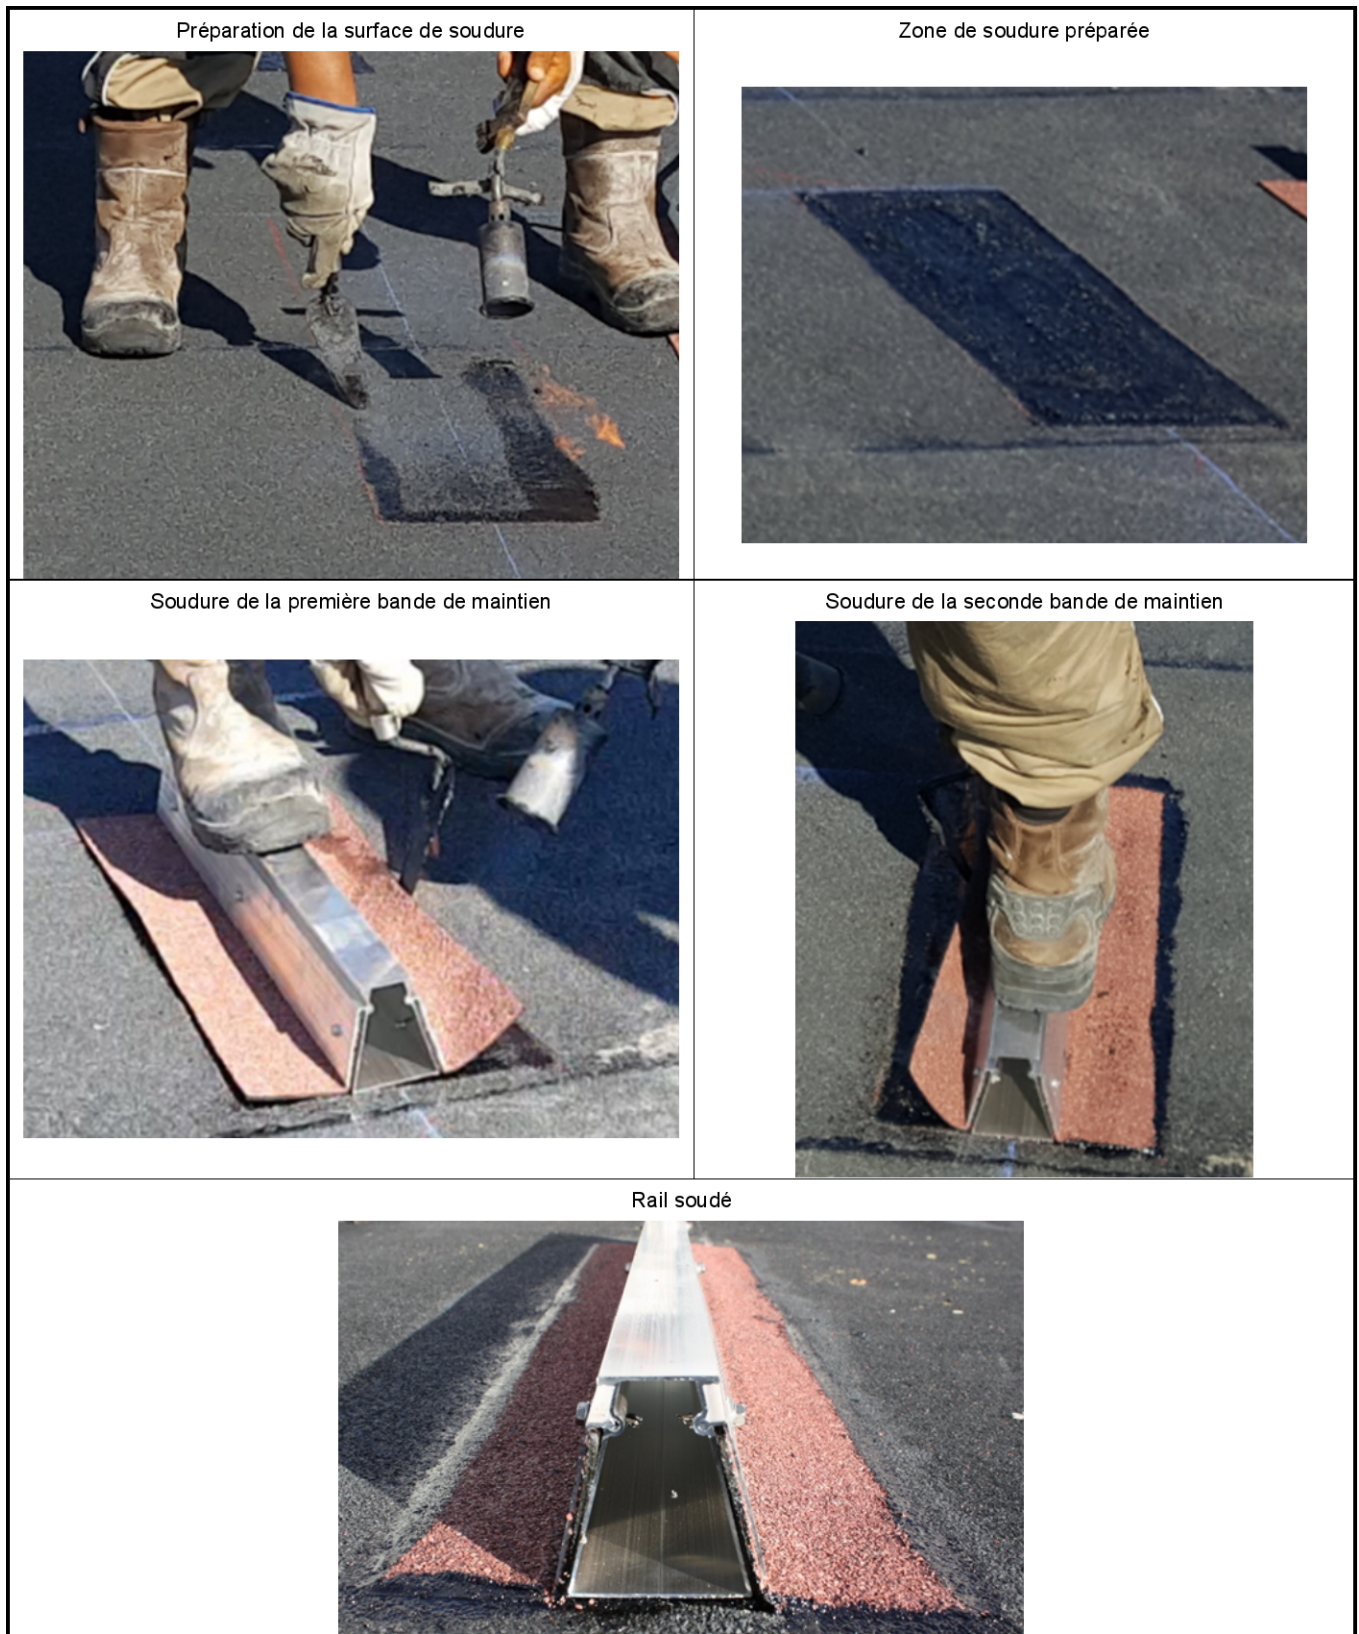 Préparation de la surface de soudure
Zone de soudure préparée
Soudure de la première bande de maintien
Soudure de la seconde bande de maintien
Rail soudé